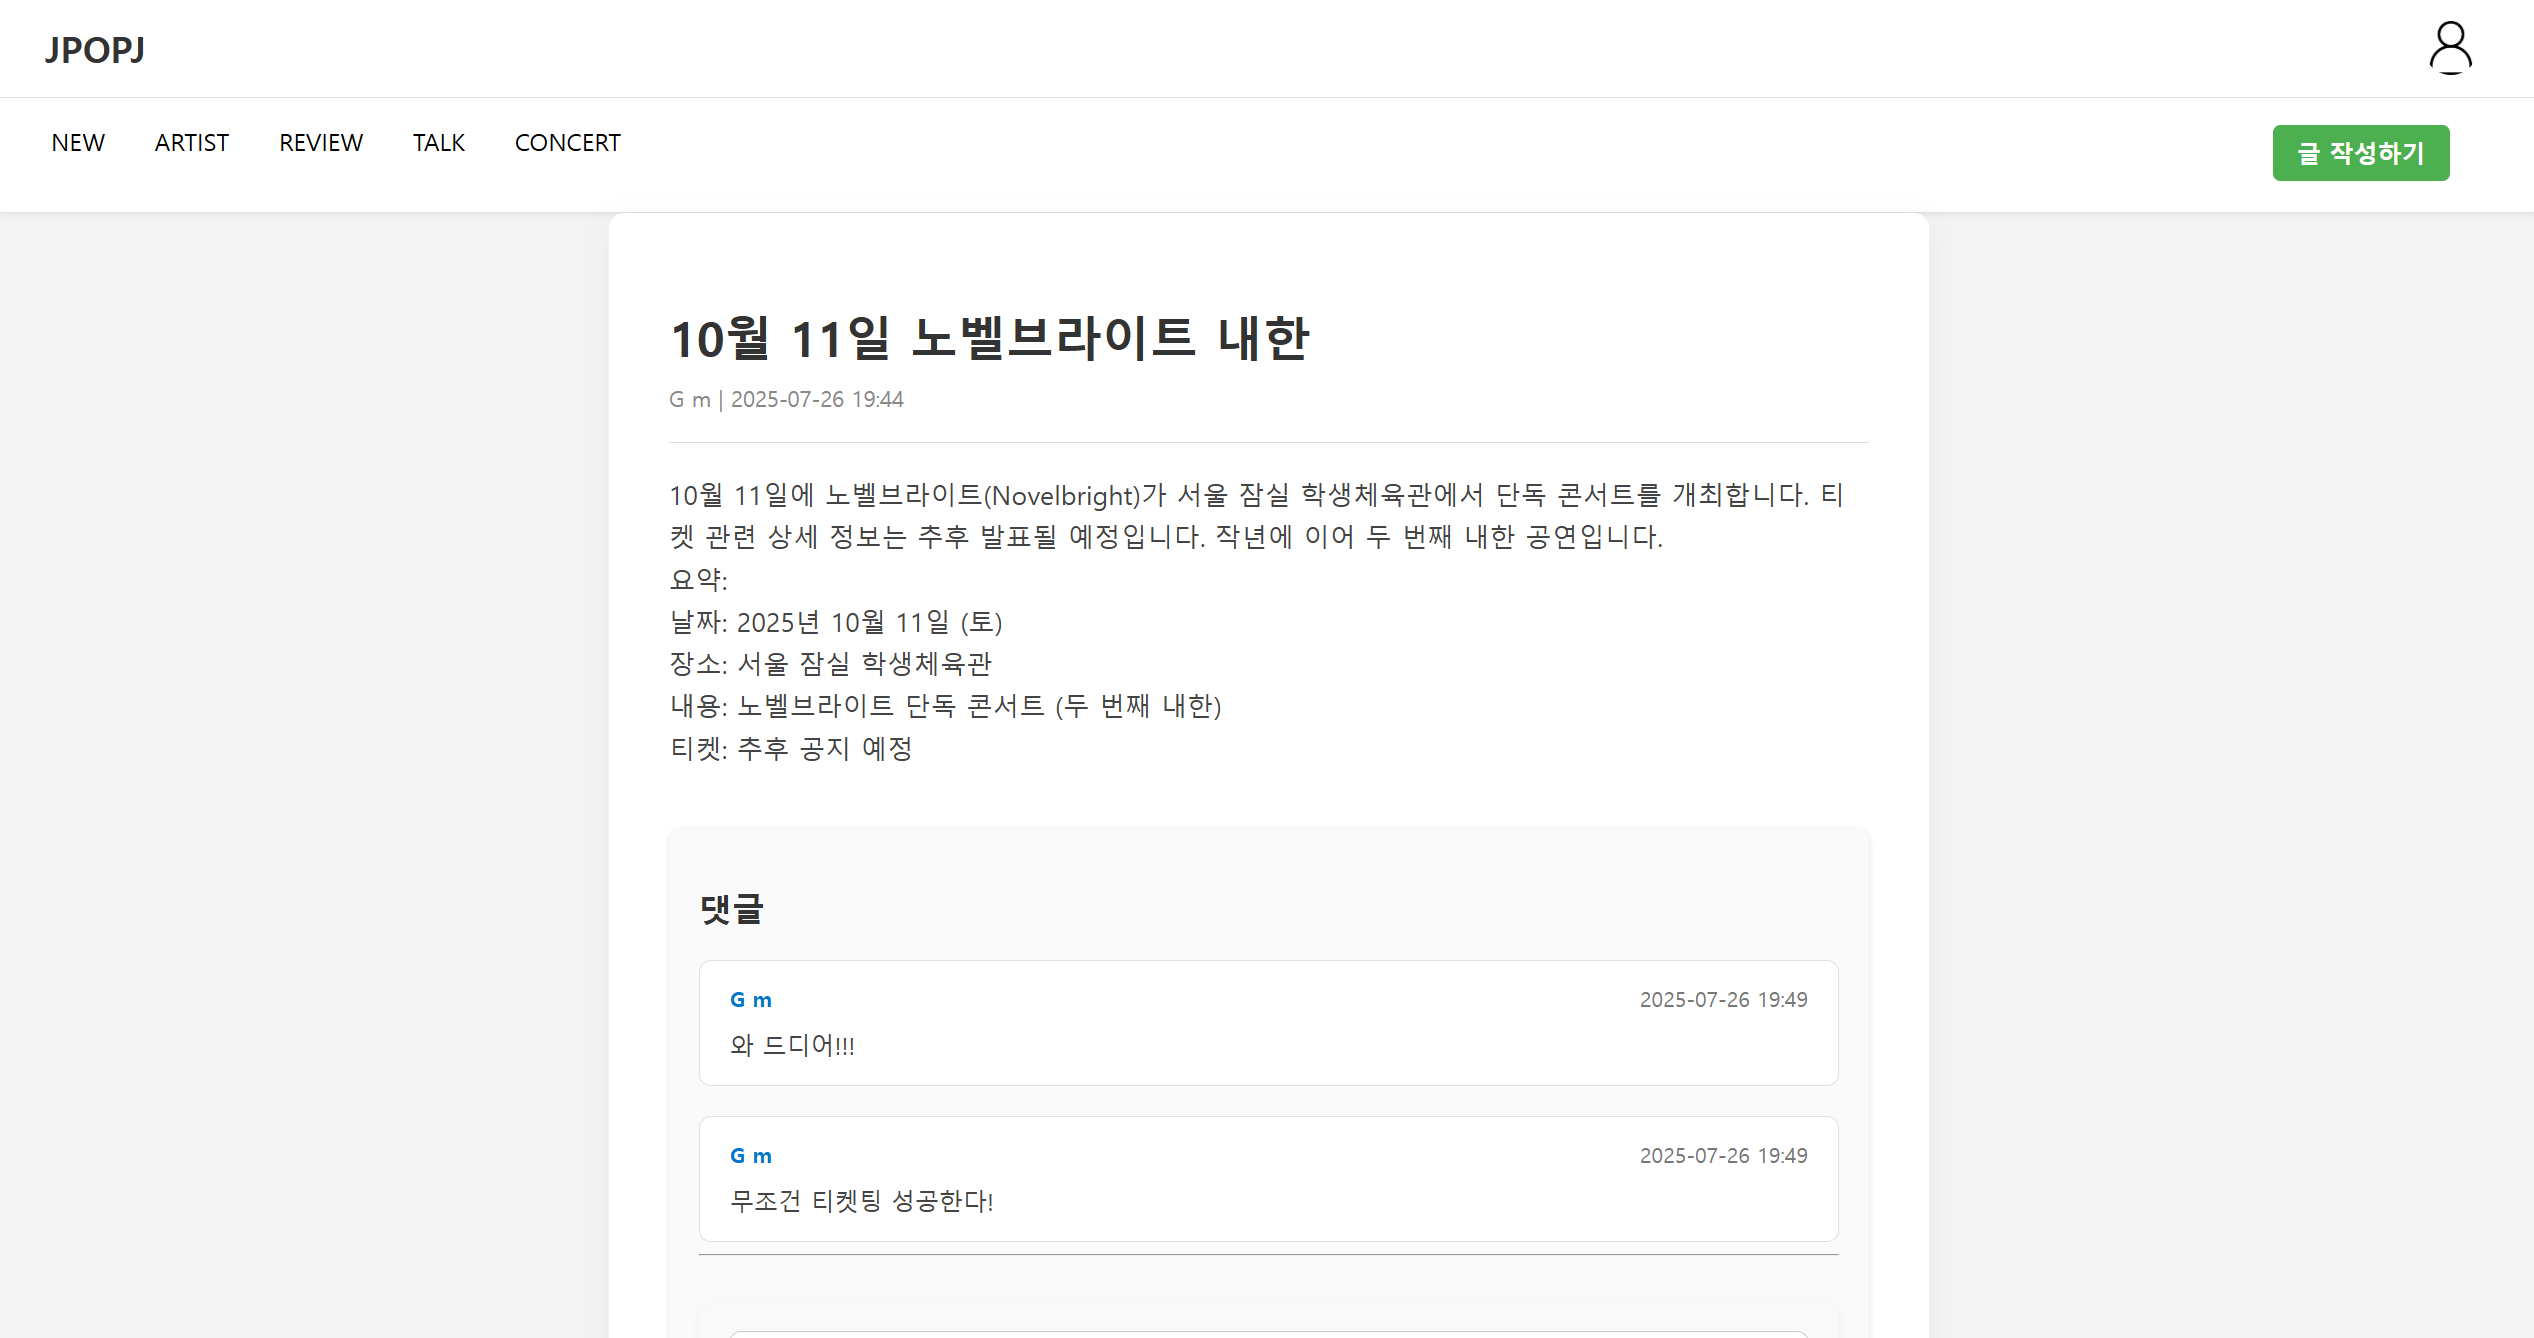 JPOPJ
NEW ARTIST REVIEW TALK CONCERT
글 작성하기
10월 11일 노벨브라이트 내한
G m | 2025-07-26 19:44
10월 11일에 노벨브라이트(Novelbright)가 서울 잠실 학생체육관에서 단독 콘서트를 개최합니다. 티
켓 관련 상세 정보는 추후 발표될 예정입니다. 작년에 이어 두 번째 내한 공연입니다.
요약:
날짜: 2025년 10월 11일 (토)
장소: 서울 잠실 학생체육관
내용: 노벨브라이트 단독 콘서트 (두 번째 내한)
티켓: 추후 공지 예정
댓글
G m 2025-07-26 19:49
와 드디어!!!
G m 2025-07-26 19:49
무조건 티켓팅 성공한다!